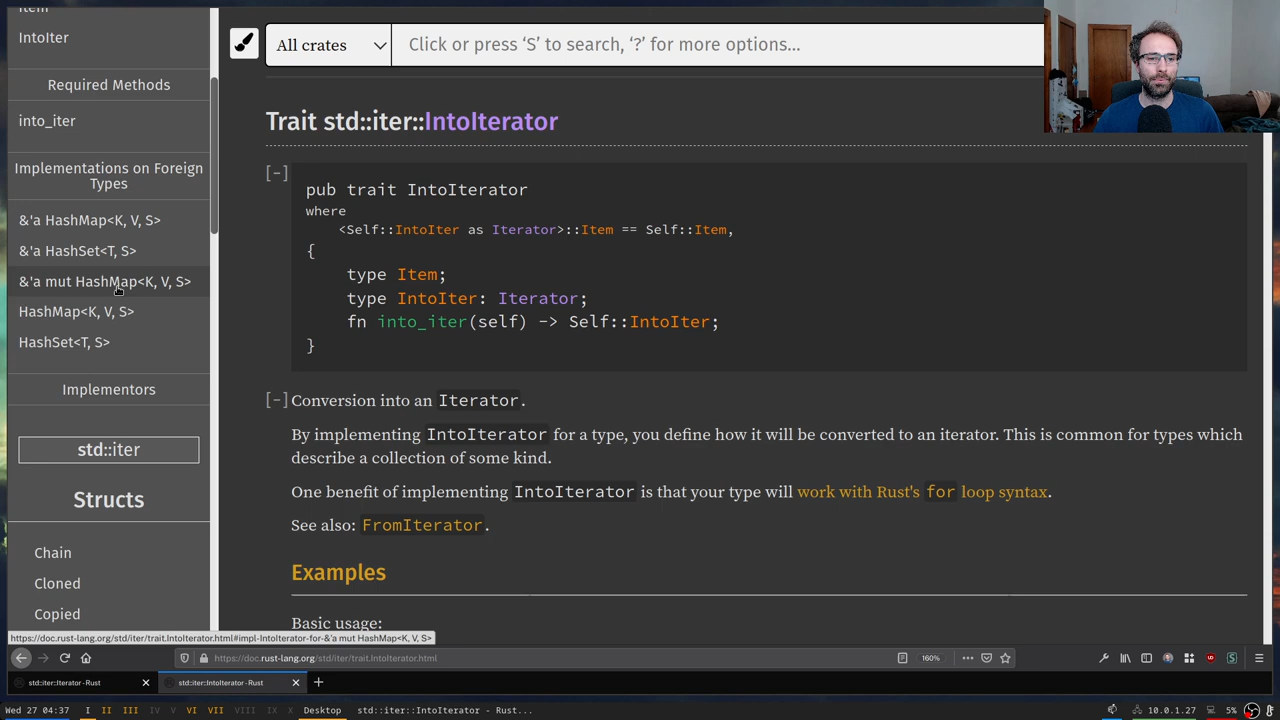 Item
IntoIter
Required Methods
into_iter
Implementations on Foreign
Types
&'a HashMap<K, V, S>
&'a HashSet<T, S>
&'a mut HashMap<K, V, S>
HashMap<K, V, S>
HashSet<T, S>
Implementors
std::iter
Structs
Chain
Cloned
Copied
All crates
Click or press ‘S’ to search, ‘?’ for more options…
Trait std::iter::IntoIterator
[-]
pub trait IntoIterator
where
<Self::IntoIter as Iterator>::Item == Self::Item,
{
type Item;
type IntoIter: Iterator;
fn into_iter(self) -> Self::IntoIter;
}
[-] Conversion into an Iterator.
By implementing IntoIterator for a type, you define how it will be converted to an iterator. This is common for types which
describe a collection of some kind.
One benefit of implementing IntoIterator is that your type will work with Rust's for loop syntax.
See also: FromIterator.
Examples
Basic usage:
https://doc.rust-lang.org/std/iter/trait.IntoIterator.html#impl-IntoIterator-for-&'a mut HashMap<K, V, S>
https://doc.rust-lang.org/std/iter/trait.IntoIterator.html
160%
std::iter::Iterator - Rust
std::iter::IntoIterator - Rust
Wed 27 04:37 I II III IV V VI VII VIII IX X Desktop std::iter::IntoIterator - Rust...
10.0.1.27
5%